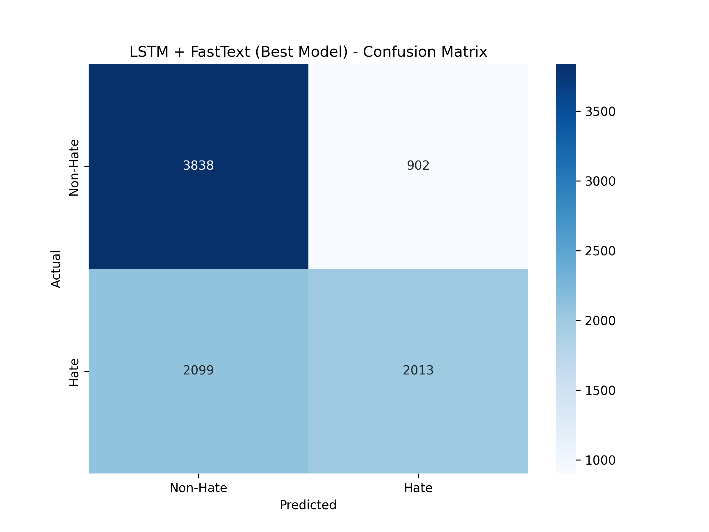 LSTM + FastText (Best Model) - Confusion Matrix
Non-Hate
Hate
Actual
3838
902
2099
2013
Non-Hate
Hate
Predicted
3500
3000
2500
2000
1500
1000